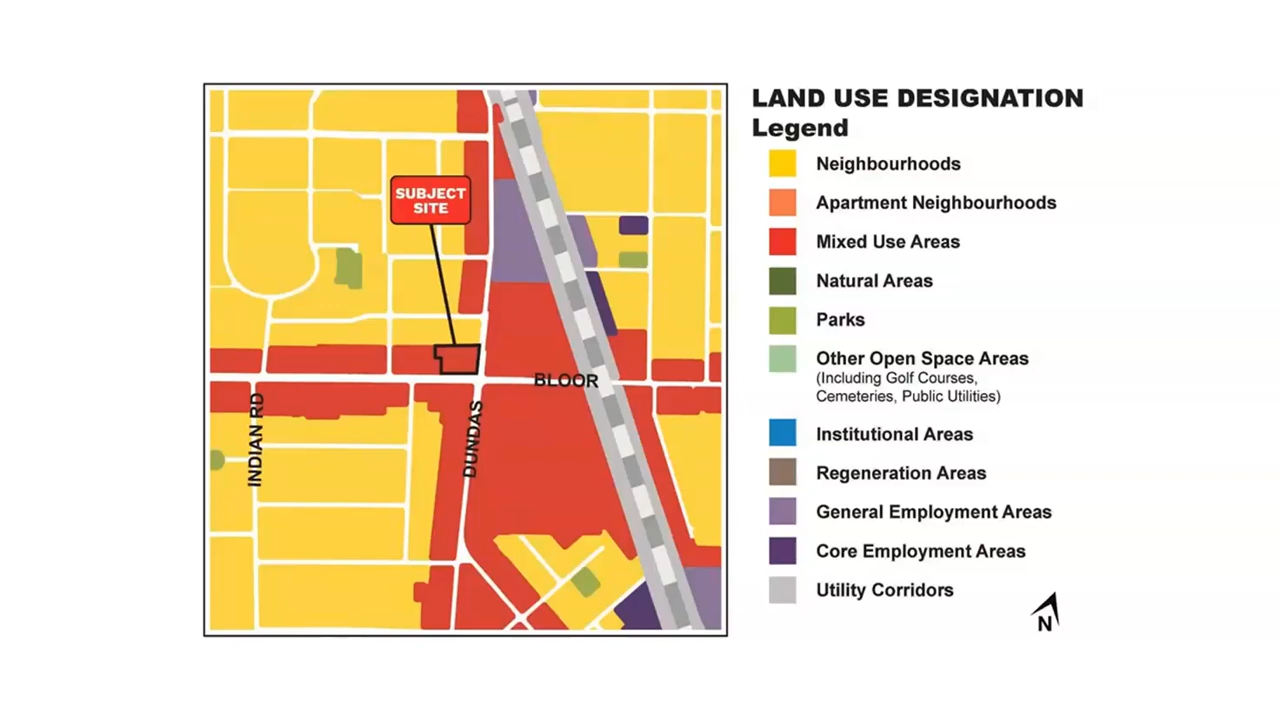 SUBJECT
SITE
BLOOR
INDIAN RD
DUNDAS
LAND USE DESIGNATION
Legend
Neighbourhoods
Apartment Neighbourhoods
Mixed Use Areas
Natural Areas
Parks
Other Open Space Areas
(Including Golf Courses,
Cemeteries, Public Utilities)
Institutional Areas
Regeneration Areas
General Employment Areas
Core Employment Areas
Utility Corridors
N